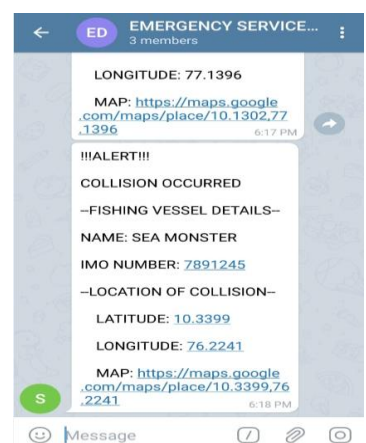 ED
EMERGENCY SERVICE...
3 members
LONGITUDE: 77.1396
MAP: https://maps.google
.com/maps/place/10.1302,77
.1396
6:17 PM
!!!ALERT!!!
COLLISION OCCURRED
--FISHING VESSEL DETAILS--
NAME: SEA MONSTER
IMO NUMBER: 7891245
--LOCATION OF COLLISION--
LATITUDE: 10.3399
LONGITUDE: 76.2241
MAP: https://maps.google
.com/maps/place/10.3399,76
.2241
6:18 PM
S
Message